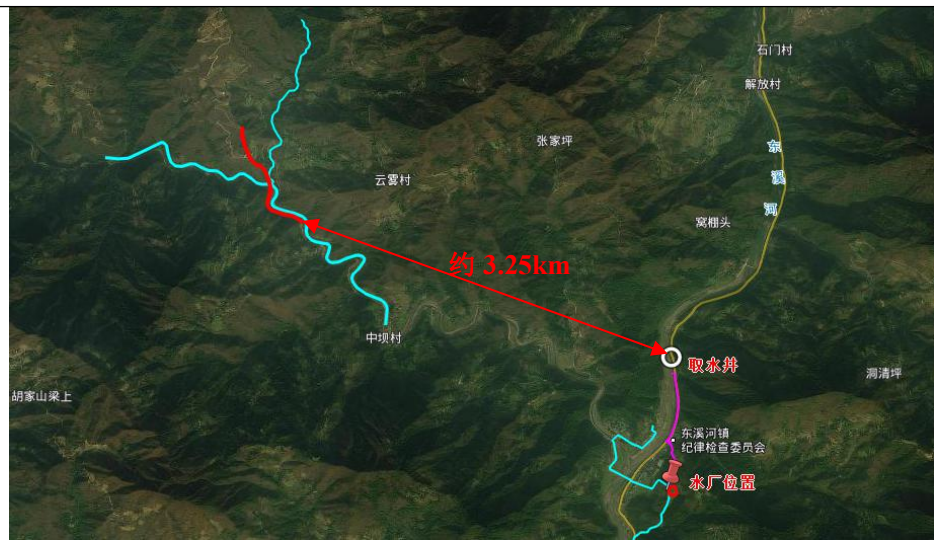 石门村
解放村
东
溪
河
张家坪
云雾村
窝棚头
约 3.25km
中坝村
取水井
洞清坪
胡家山梁上
东溪河镇
纪律检查委员会
水厂位置